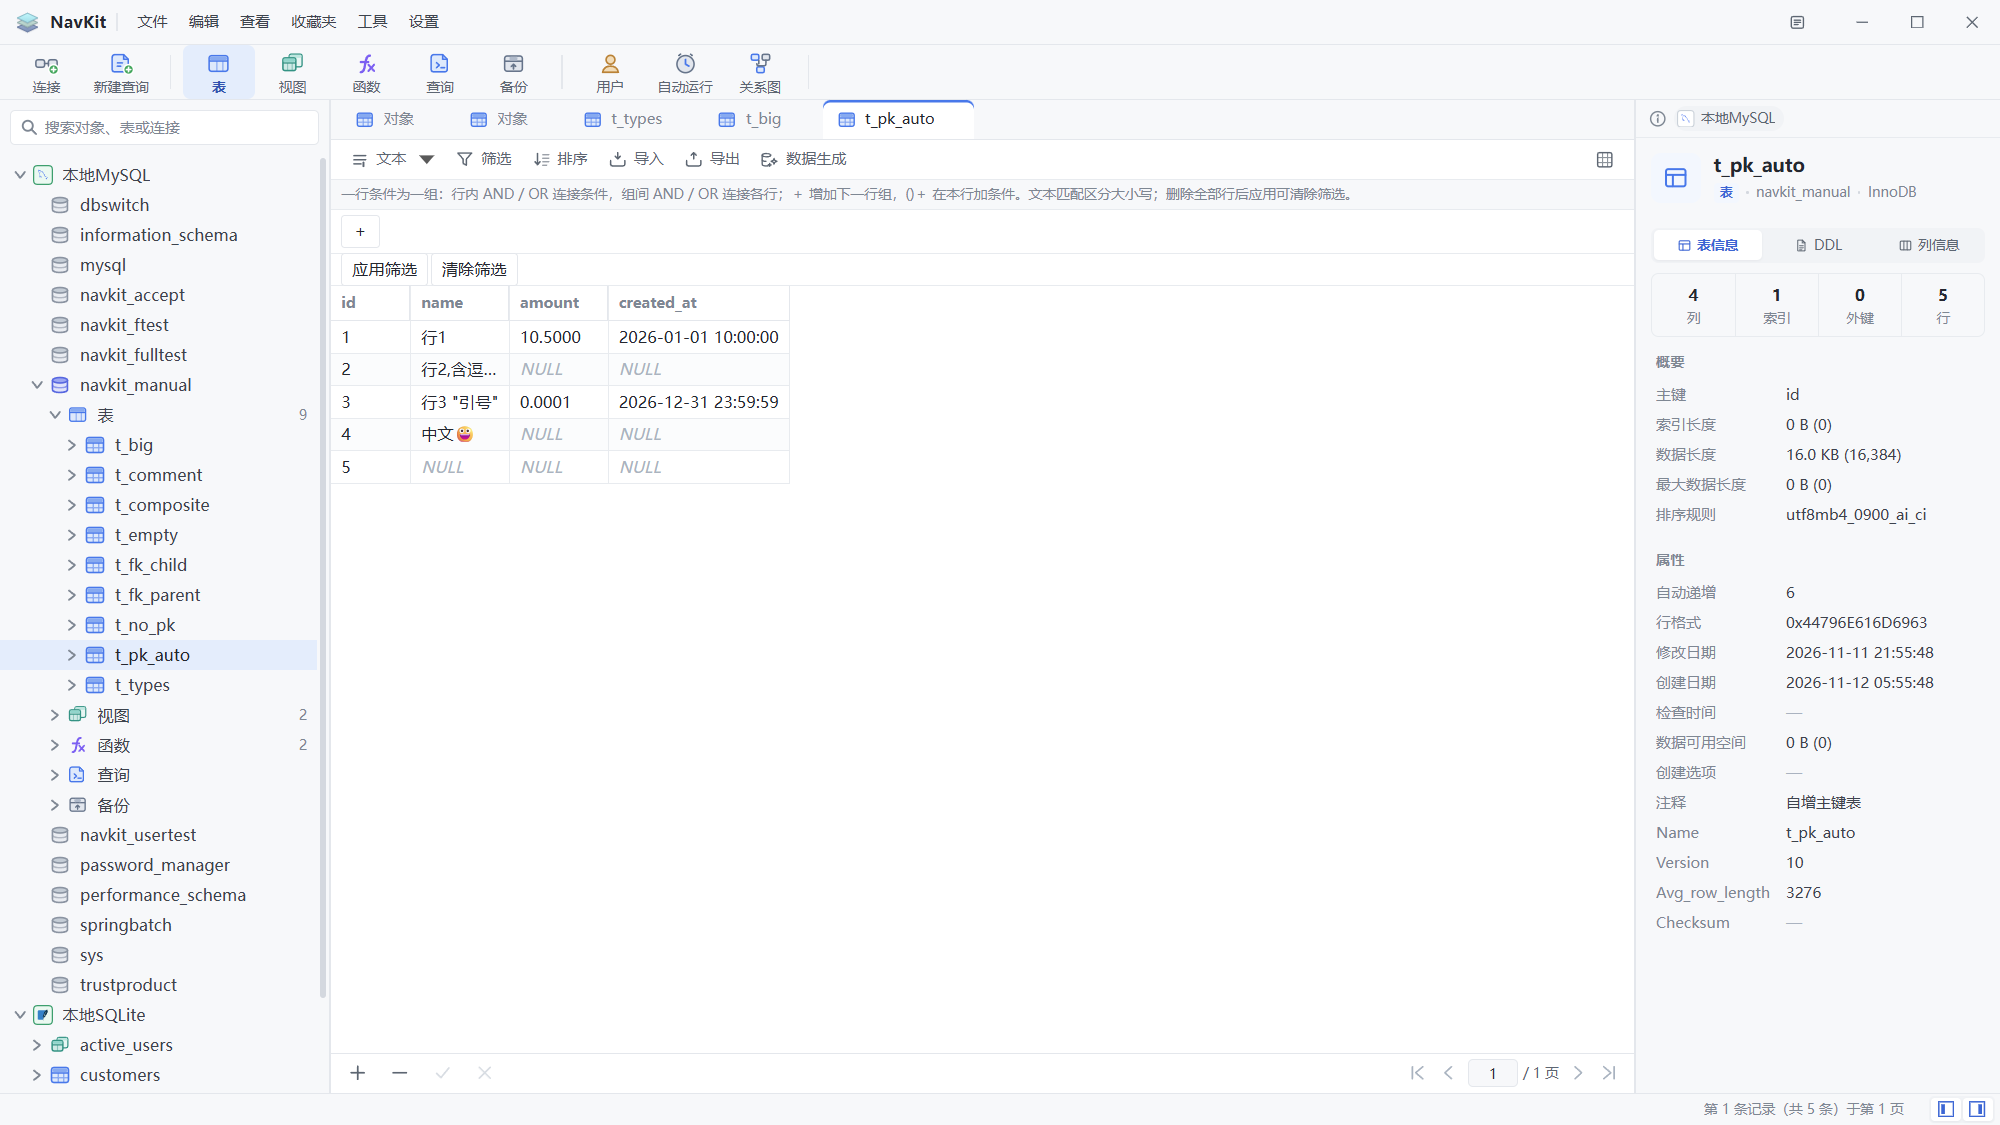 NavKit 文件 编辑 查看 收藏夹 工具 设置
连接 新建查询 表 视图 函数 查询 备份 用户 自动运行 关系图
搜索对象、表或连接
本地MySQL
dbswitch
information_schema
mysql
navkit_accept
navkit_ftest
navkit_fulltest
navkit_manual
表 9
t_big
t_comment
t_composite
t_empty
t_fk_child
t_fk_parent
t_no_pk
t_pk_auto
t_types
视图 2
函数 2
查询
备份
navkit_usertest
password_manager
performance_schema
springbatch
sys
trustproduct
本地SQLite
active_users
customers
对象 对象 t_types t_big t_pk_auto
文本 筛选 排序 导入 导出 数据生成
一行条件为一组：行内 AND / OR 连接条件，组间 AND / OR 连接各行； + 增加下一行组，()+ 在本行加条件。文本匹配区分大小写；删除全部行后应用可清除筛选。
+
应用筛选 清除筛选
id name amount created_at
1 行1 10.5000 2026-01-01 10:00:00
2 行2,含逗... NULL NULL
3 行3 "引号" 0.0001 2026-12-31 23:59:59
4 中文😀 NULL NULL
5 NULL NULL NULL
1 / 1 页
本地MySQL
t_pk_auto
表 · navkit_manual · InnoDB
表信息 DDL 列信息
4 1 0 5
列 索引 外键 行
概要
主键 id
索引长度 0 B (0)
数据长度 16.0 KB (16,384)
最大数据长度 0 B (0)
排序规则 utf8mb4_0900_ai_ci
属性
自动递增 6
行格式 0x44796E616D6963
修改日期 2026-11-11 21:55:48
创建日期 2026-11-12 05:55:48
检查时间 —
数据可用空间 0 B (0)
创建选项 —
注释 自增主键表
Name t_pk_auto
Version 10
Avg_row_length 3276
Checksum —
第 1 条记录（共 5 条）于第 1 页